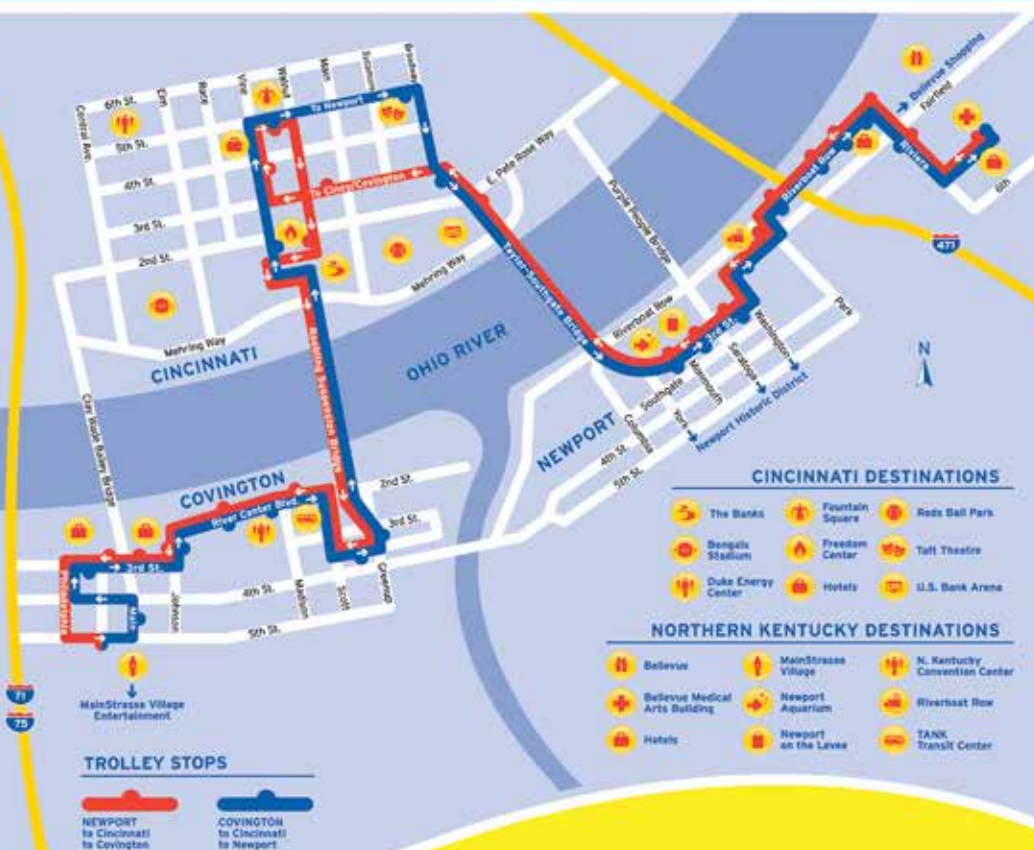 6th St.
5th St.
4th St.
3rd St.
2nd St.
Central Ave.
Elm
Race
Vine
Walnut
Main
Sycamore
Broadway
To Newport
To Cincy/Covington
E. Pete Rose Way
Mehring Way
Mehring Way
CINCINNATI
OHIO RIVER
Taylor-Southgate Bridge
Purple People Bridge
Roebling Suspension Bridge
Clay Wade Bailey Bridge
Bellevue Shopping
Fairfield
Riviera
6th
Riverboat Row
471
Riverboat Row
3rd St.
Washington
Park
Saratoga
Monmouth
Southgate
York
Columbia
Newport Historic District
NEWPORT
4th St.
5th St.
N
COVINGTON
River Center Blvd.
2nd St.
3rd St.
3rd St.
4th St.
5th St.
Philadelphia
Main
Johnson
Madison
Scott
Greenup
MainStrasse Village
Entertainment
71
75
CINCINNATI DESTINATIONS
The Banks
Fountain
Square
Reds Ball Park
Bengals
Stadium
Freedom
Center
Taft Theatre
Duke Energy
Center
Hotels
U.S. Bank Arena
NORTHERN KENTUCKY DESTINATIONS
Bellevue
MainStrasse
Village
N. Kentucky
Convention Center
Bellevue Medical
Arts Building
Newport
Aquarium
Riverboat Row
Hotels
Newport
on the Levee
TANK
Transit Center
TROLLEY STOPS
NEWPORT
to Cincinnati
to Covington
COVINGTON
to Cincinnati
to Newport